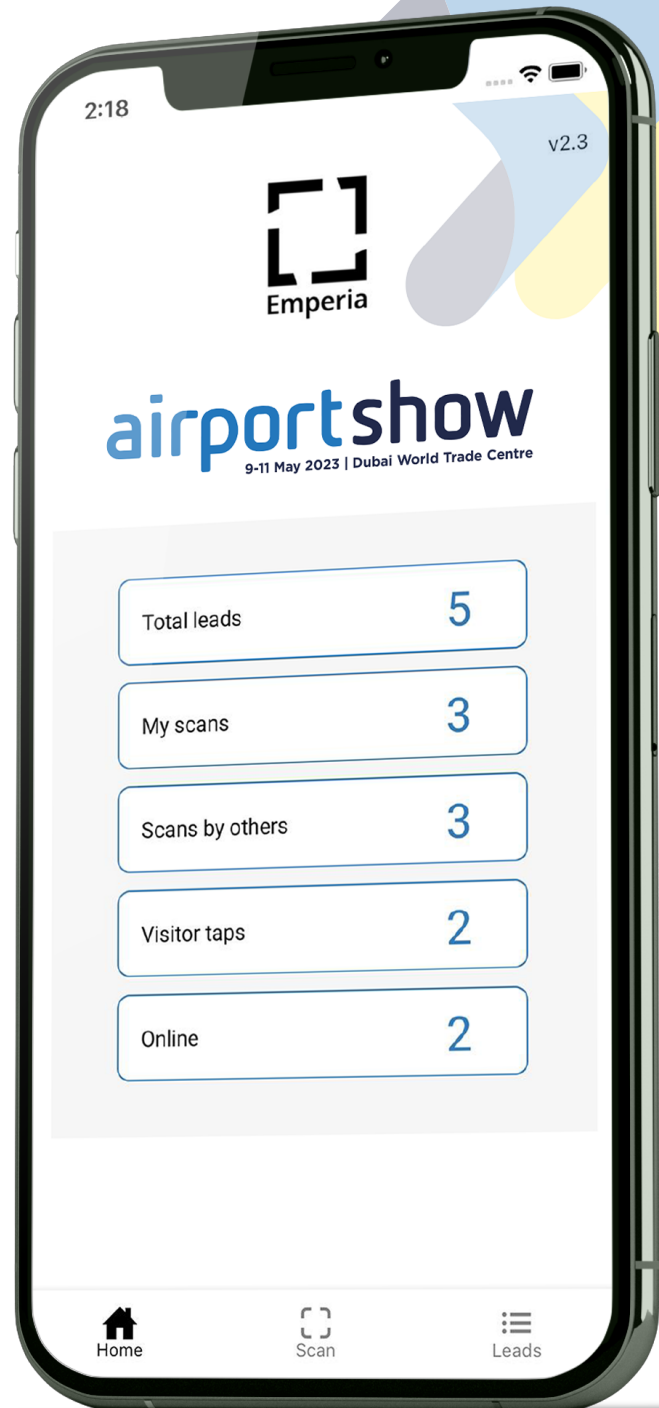 2:18
v2.3
Emperia
airportshow
9-11 May 2023 | Dubai World Trade Centre
Total leads 5
My scans 3
Scans by others 3
Visitor taps 2
Online 2
Home Scan Leads